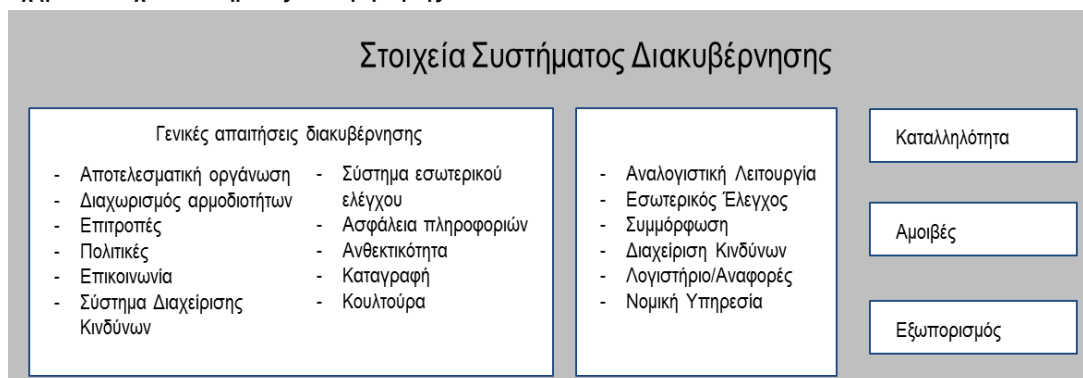 Στοιχεία Συστήματος Διακυβέρνησης
Γενικές απαιτήσεις διακυβέρνησης
- Αποτελεσματική οργάνωση
- Διαχωρισμός αρμοδιοτήτων
- Επιτροπές
- Πολιτικές
- Επικοινωνία
- Σύστημα Διαχείρισης
Κινδύνων
- Σύστημα εσωτερικού
ελέγχου
- Ασφάλεια πληροφοριών
- Ανθεκτικότητα
- Καταγραφή
- Κουλτούρα
- Αναλογιστική Λειτουργία
- Εσωτερικός Έλεγχος
- Συμμόρφωση
- Διαχείριση Κινδύνων
- Λογιστήριο/Αναφορές
- Νομική Υπηρεσία
Καταλληλότητα
Αμοιβές
Εξωπορισμός